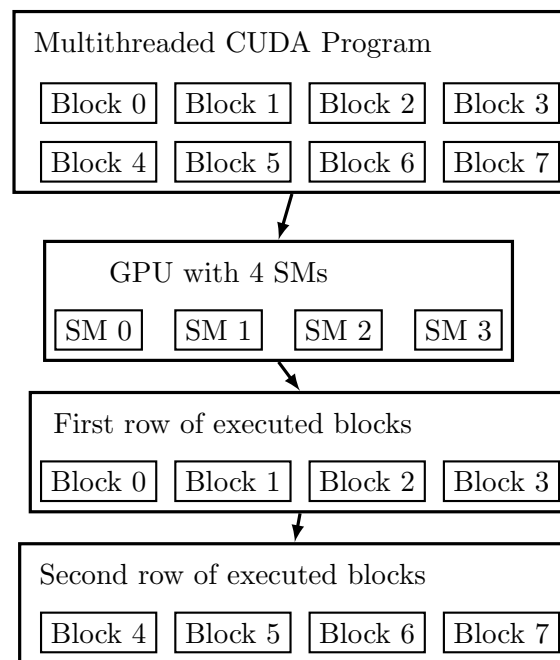 Multithreaded CUDA Program
Block 0 Block 1 Block 2 Block 3
Block 4 Block 5 Block 6 Block 7
GPU with 4 SMs
SM 0 SM 1 SM 2 SM 3
First row of executed blocks
Block 0 Block 1 Block 2 Block 3
Second row of executed blocks
Block 4 Block 5 Block 6 Block 7